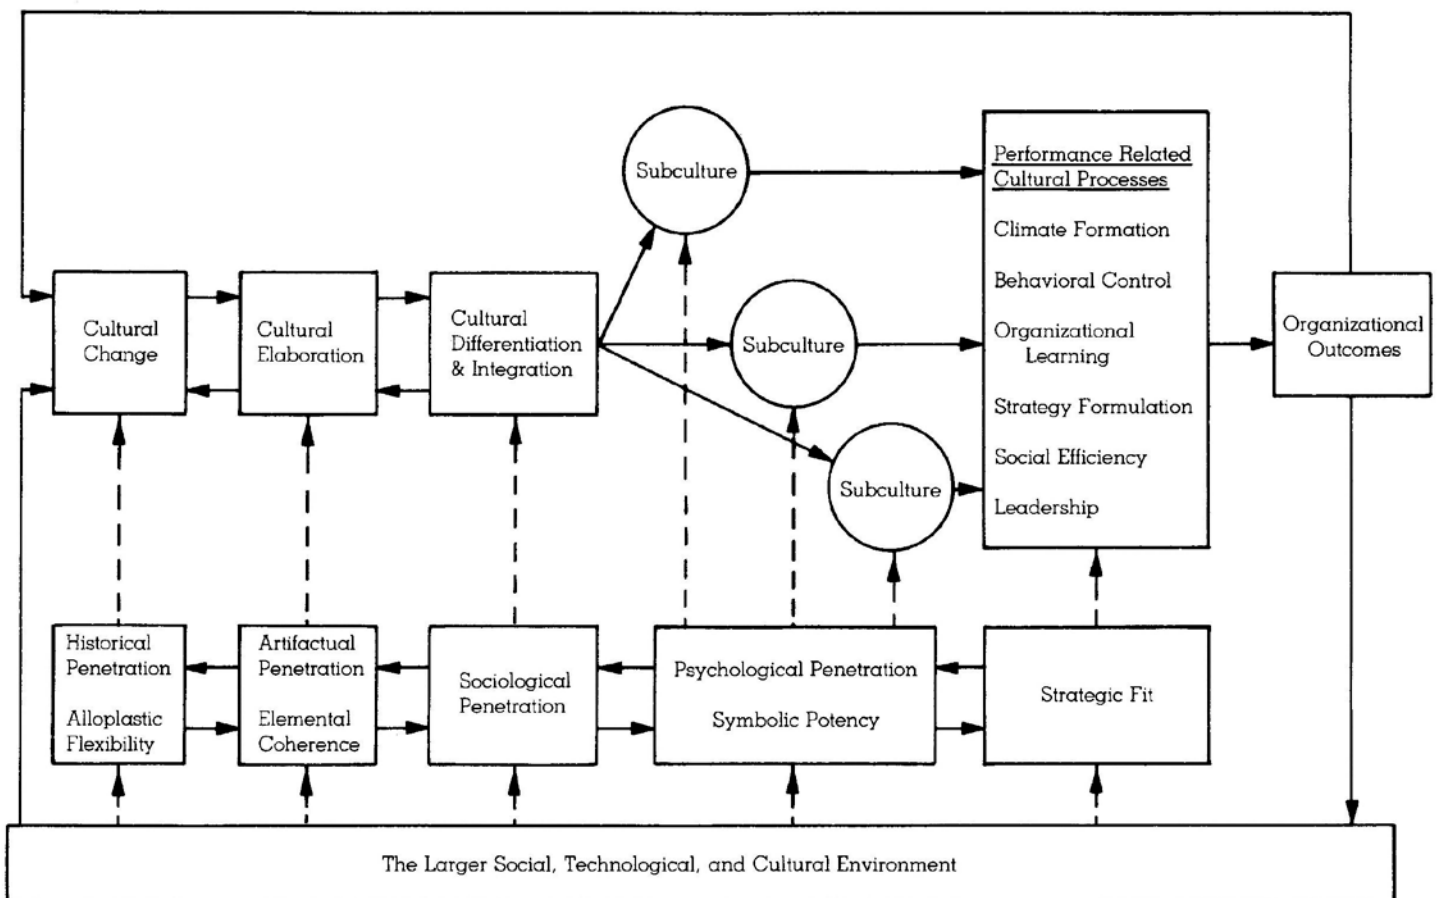 Subculture
Performance Related
Cultural Processes
Climate Formation
Behavioral Control
Organizational
Learning
Strategy Formulation
Social Efficiency
Leadership
Cultural
Change
Cultural
Elaboration
Cultural
Differentiation
& Integration
Subculture
Subculture
Organizational
Outcomes
Historical
Penetration
Alloplastic
Flexibility
Artifactual
Penetration
Elemental
Coherence
Sociological
Penetration
Psychological Penetration
Symbolic Potency
Strategic Fit
The Larger Social, Technological, and Cultural Environment